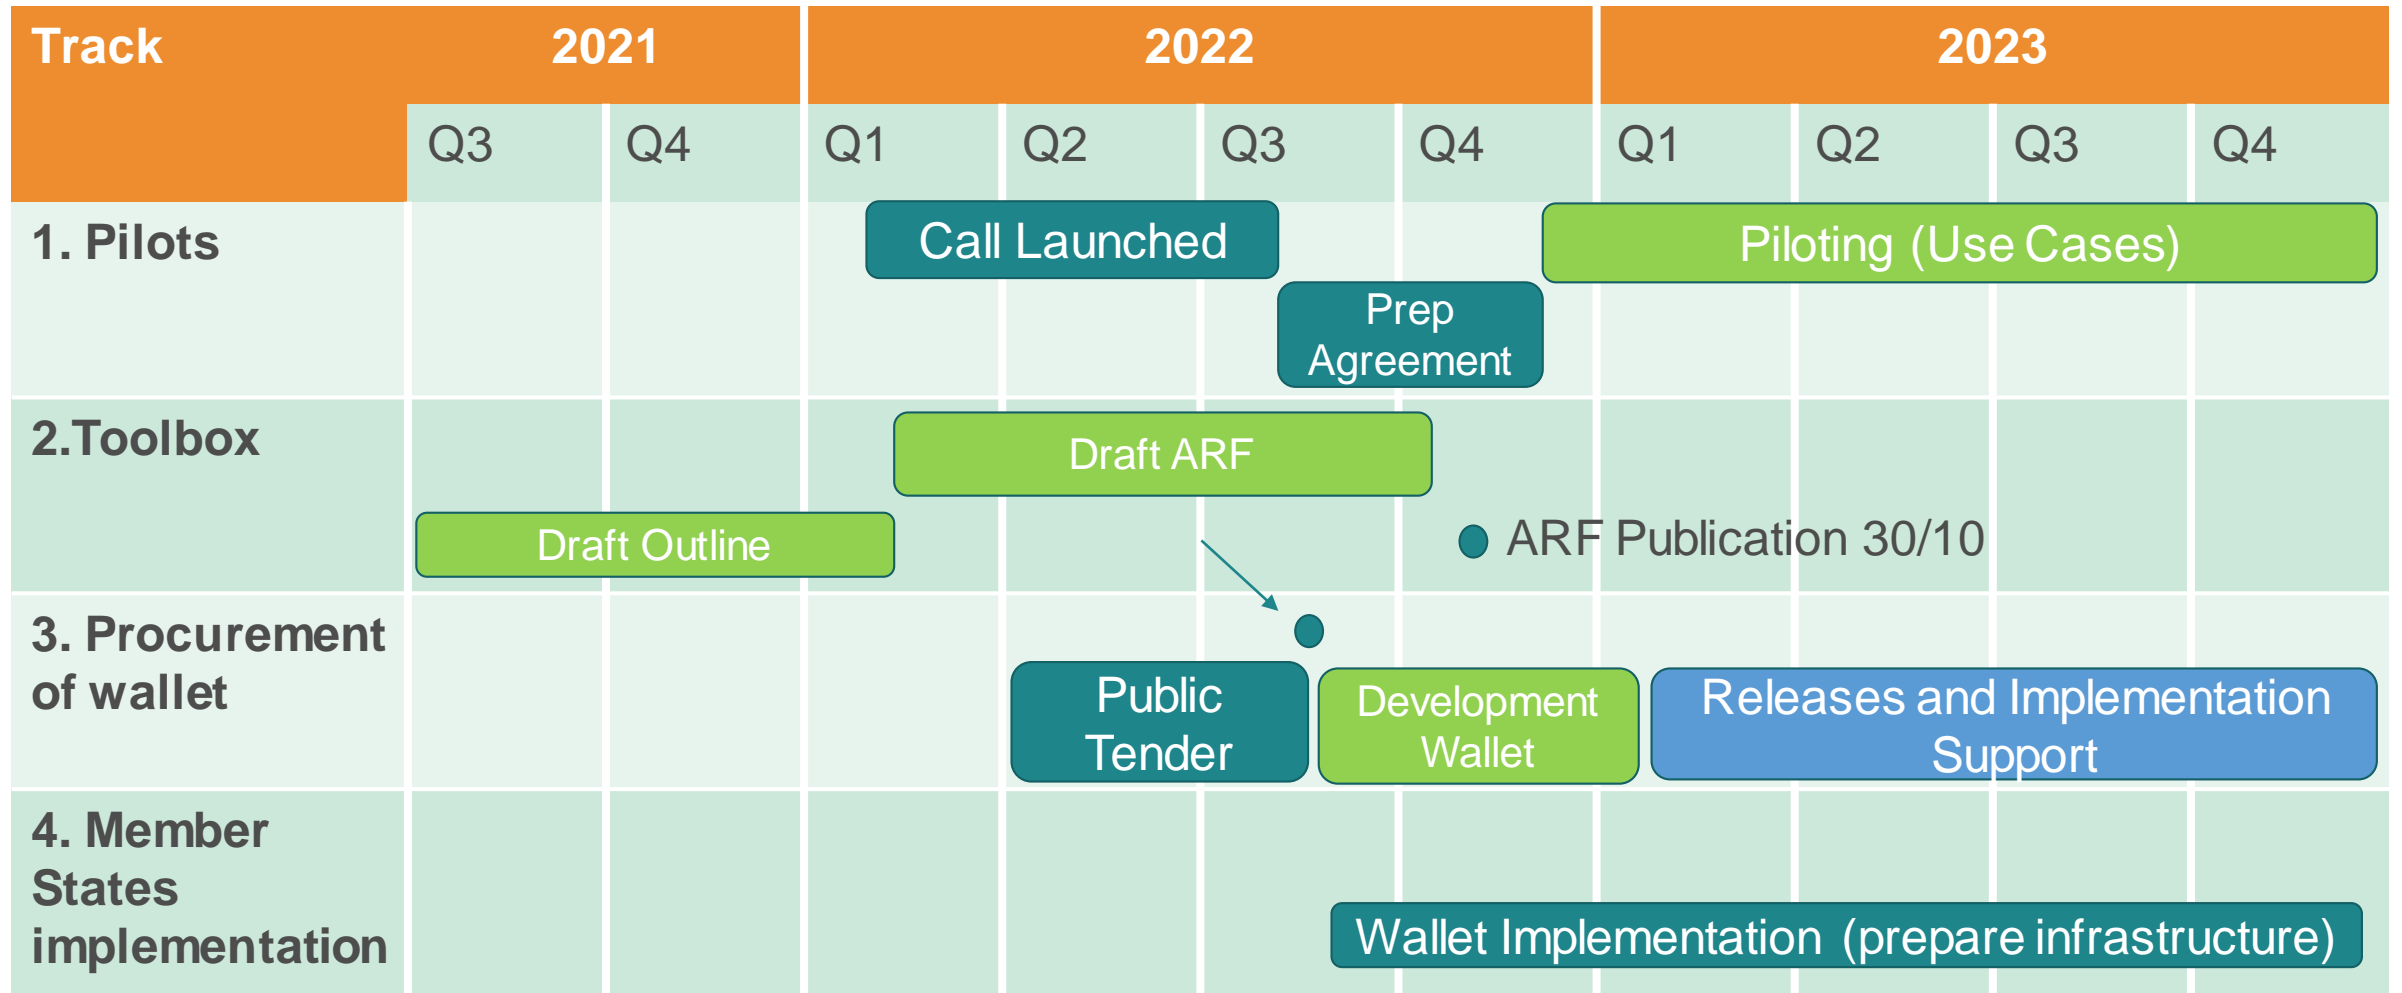 Track 2021 2022 2023
Q3 Q4 Q1 Q2 Q3 Q4 Q1 Q2 Q3 Q4
1. Pilots
Call Launched
Piloting (Use Cases)
Prep
Agreement
2.Toolbox
Draft ARF
Draft Outline
ARF Publication 30/10
3. Procurement
of wallet
Public
Tender
Development
Wallet
Releases and Implementation
Support
4. Member
States
implementation
Wallet Implementation (prepare infrastructure)